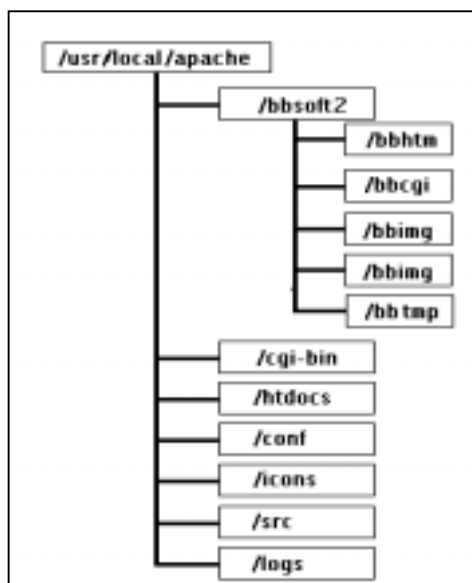 /usr/local/apache
/bbsoft2
/bbhtm
/bbcgi
/bbimg
/bbimg
/bbtmp
/cgi-bin
/htdocs
/conf
/icons
/src
/logs